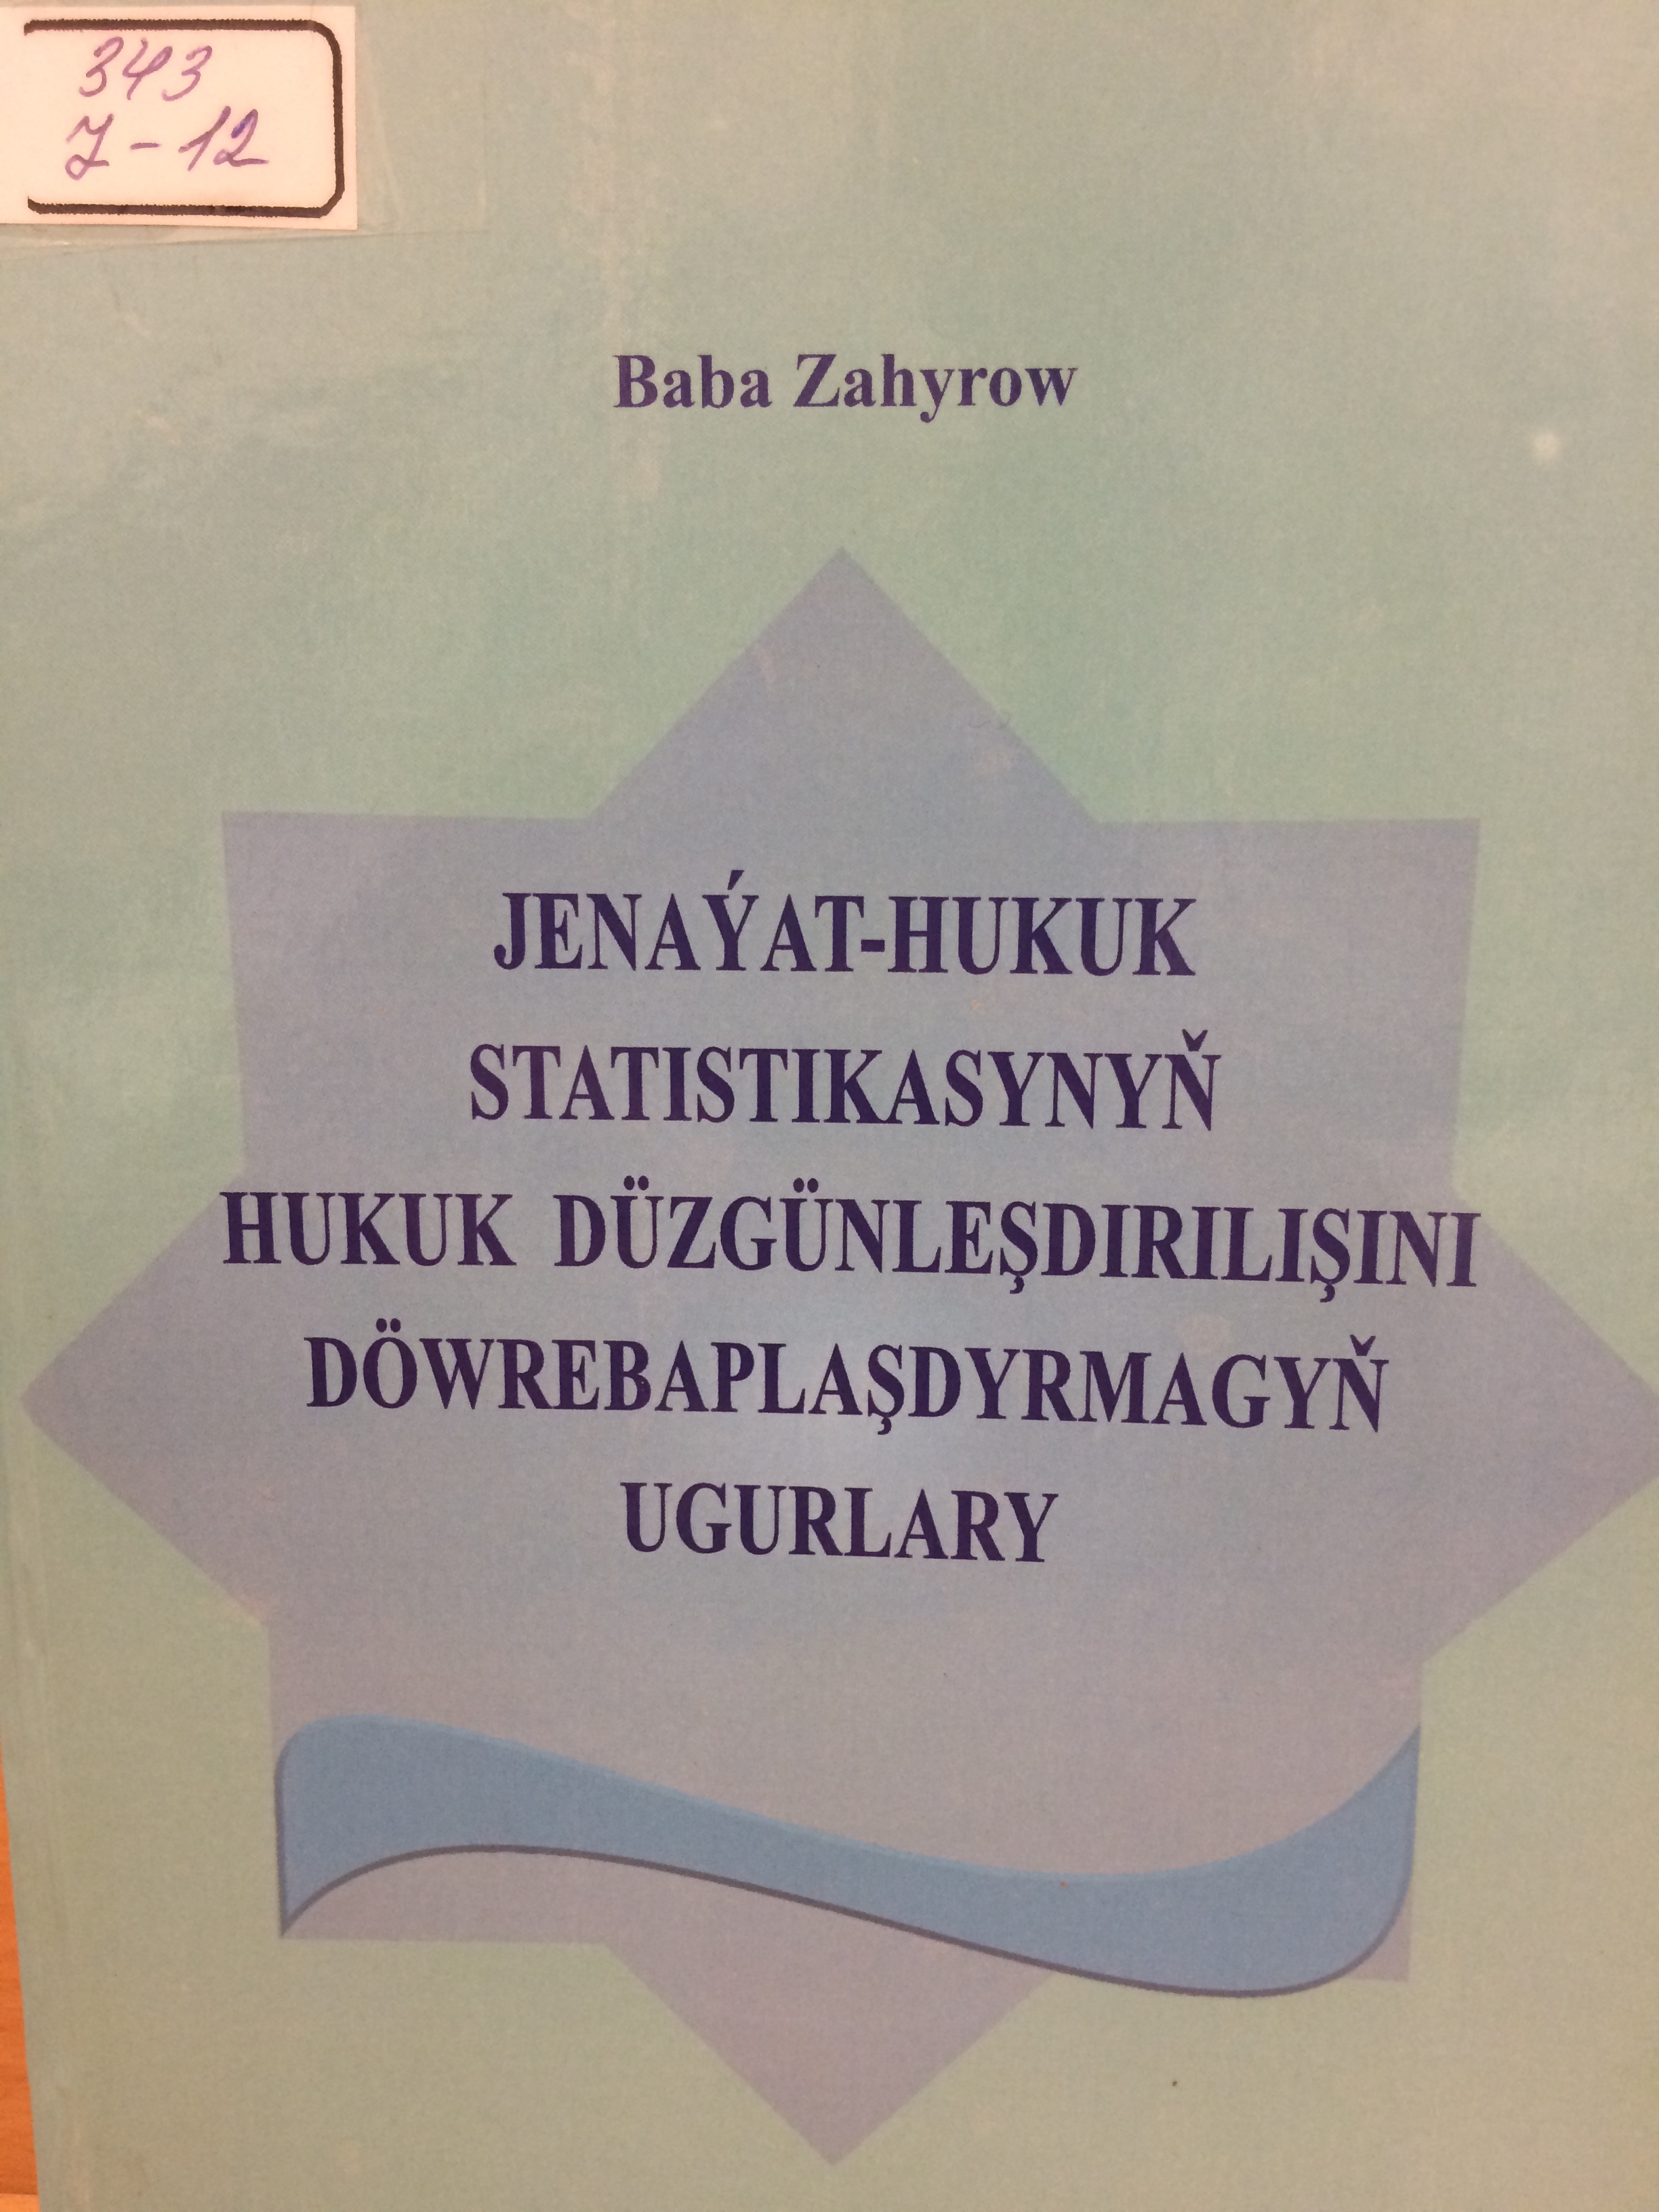 343
Z-12
Baba Zahyrow
JENAÝAT-HUKUK
STATISTIKASYNYŇ
HUKUK DÜZGÜNLEŞDIRILIŞINI
DÖWREBAPLAŞDYRMAGYŇ
UGURLARY